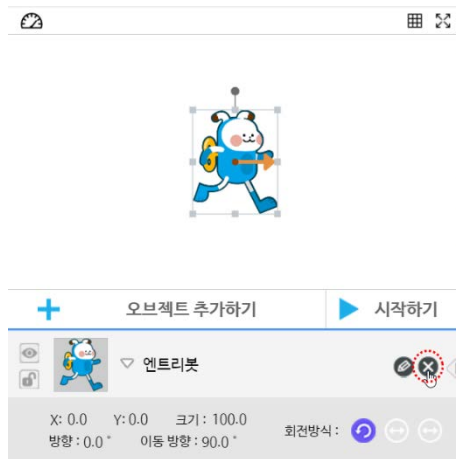 오브젝트 추가하기
시작하기
엔트리봇
X: 0.0 Y: 0.0 크기 : 100.0
방향 : 0.0 ˚ 이동 방향 : 90.0 ˚
회전방식 :